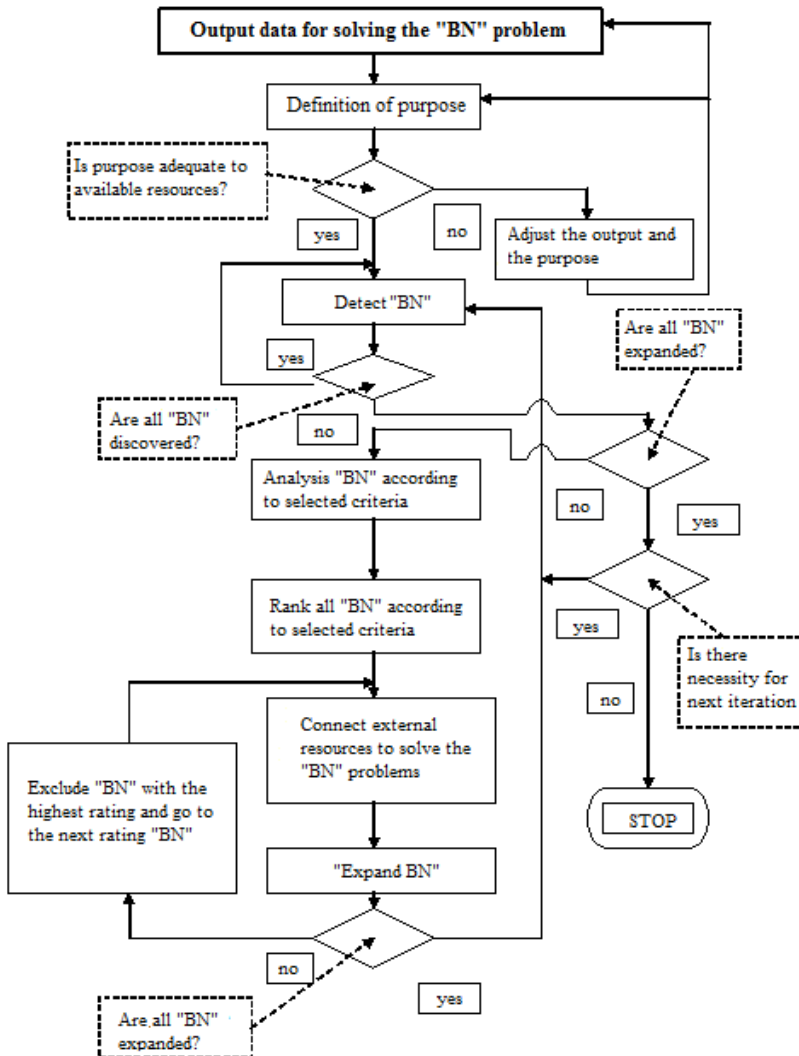 Output data for solving the "BN" problem
Definition of purpose
Is purpose adequate to
available resources?
yes
no
Adjust the output and
the purpose
Detect "BN"
Are all "BN"
expanded?
yes
Are all "BN"
discovered?
no
Analysis "BN" according
to selected criteria
no
yes
Rank all "BN" according
to selected criteria
yes
Is there
necessity for
next iteration
no
Connect external
resources to solve the
"BN" problems
Exclude "BN" with the
highest rating and go to
the next rating "BN"
STOP
"Expand BN"
no
yes
Are all "BN"
expanded?